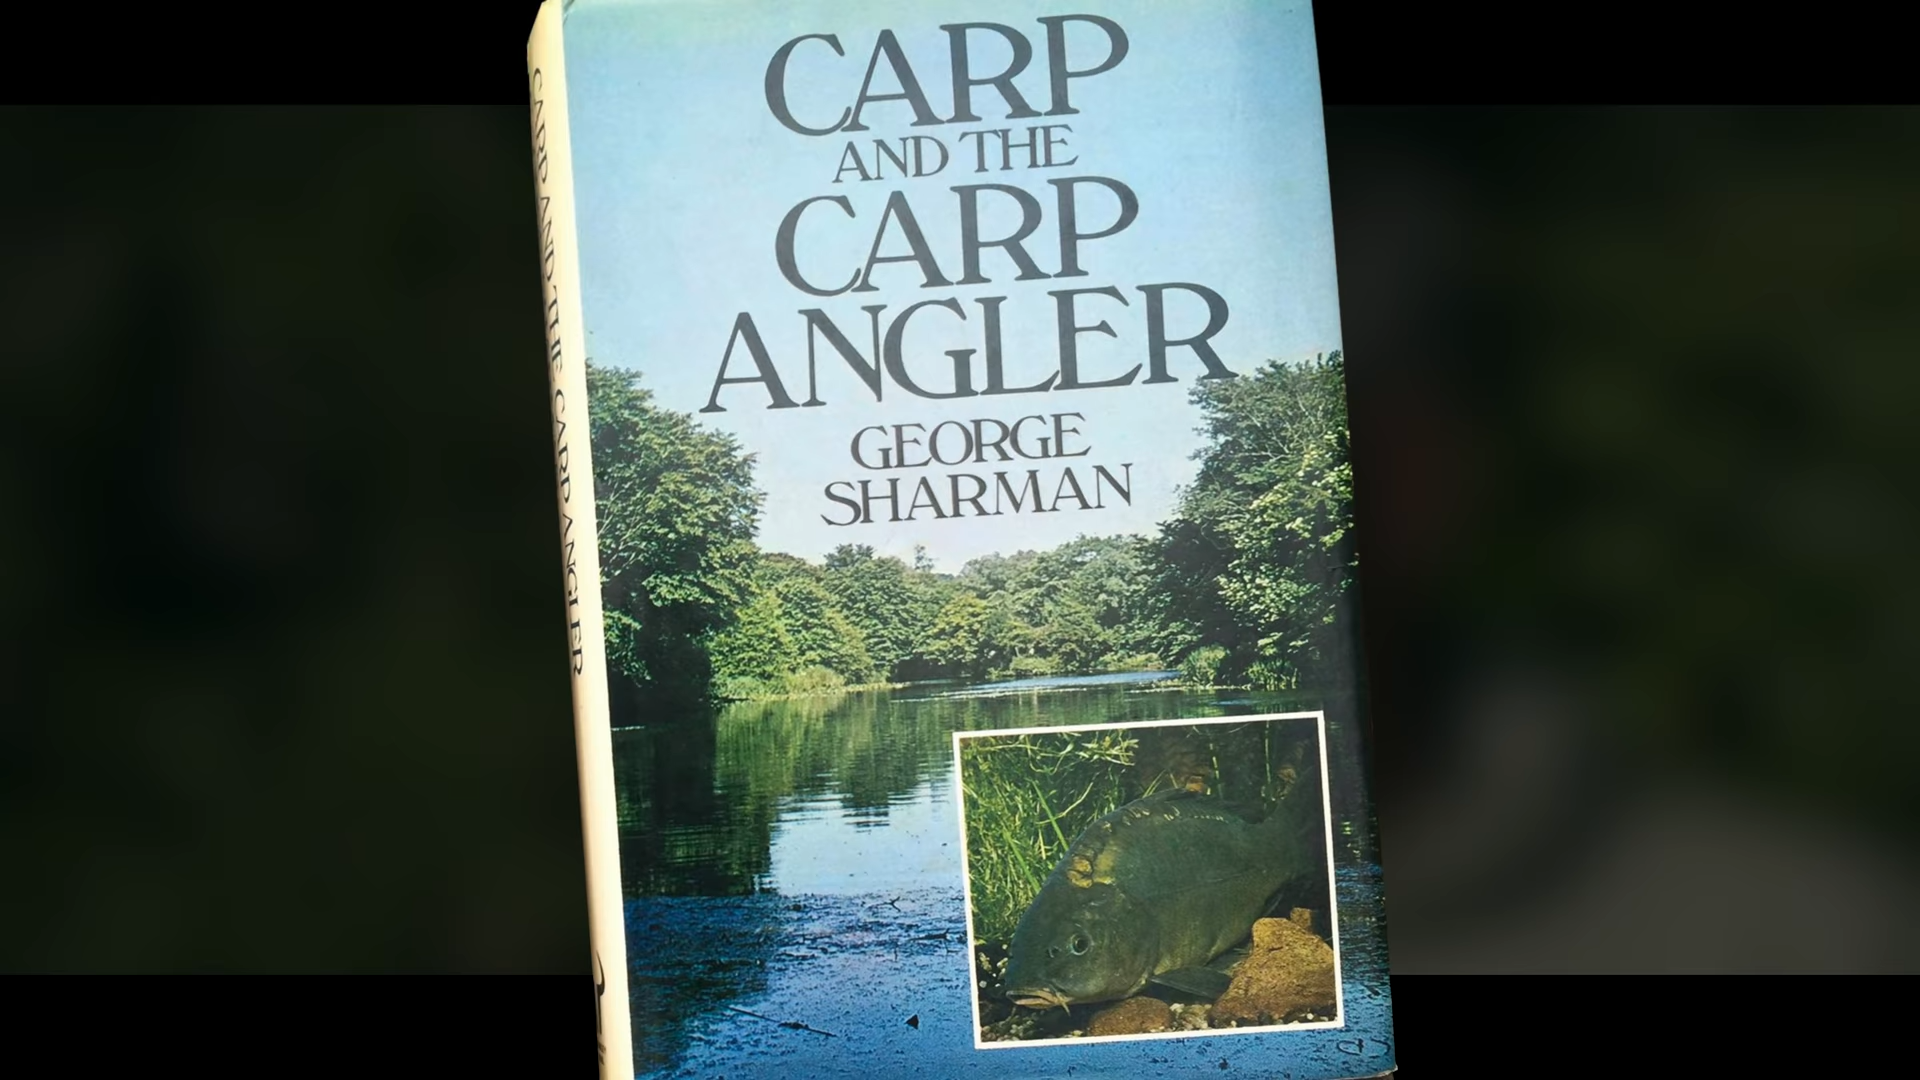 CARP
AND THE
CARP
ANGLER
GEORGE
SHARMAN
CARP AND THE CARP ANGLER